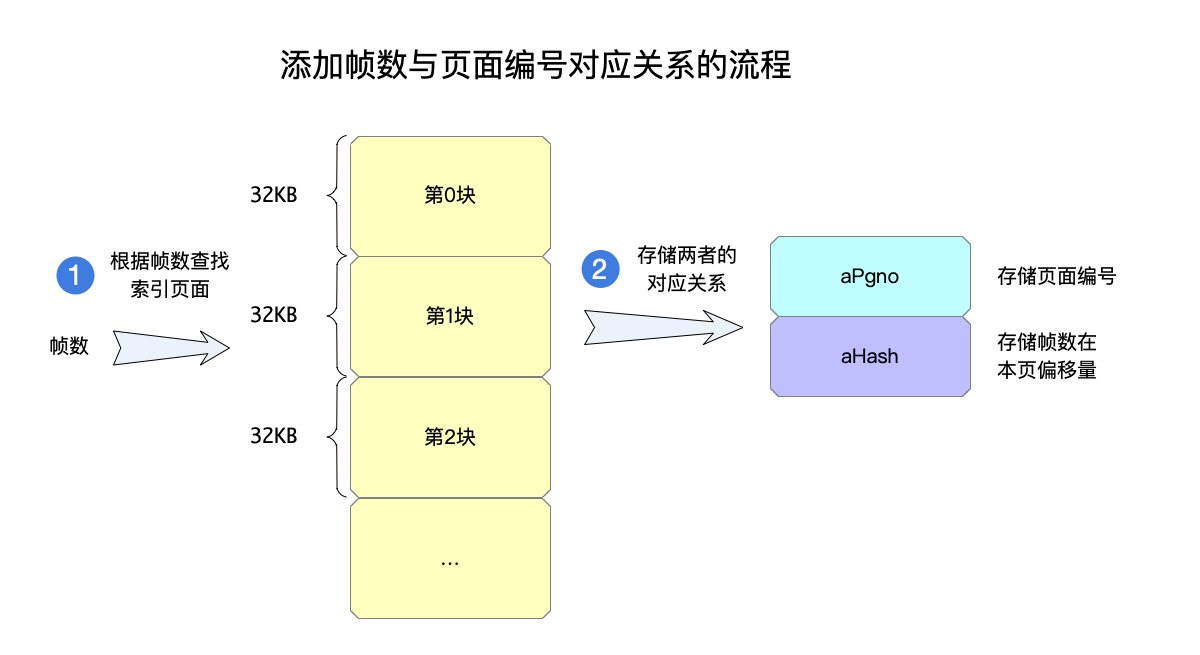 添加帧数与页面编号对应关系的流程
32KB
第0块
1
根据帧数查找
索引页面
帧数
32KB
第1块
32KB
第2块
...
2
存储两者的
对应关系
aPgno
存储页面编号
aHash
存储帧数在
本页偏移量